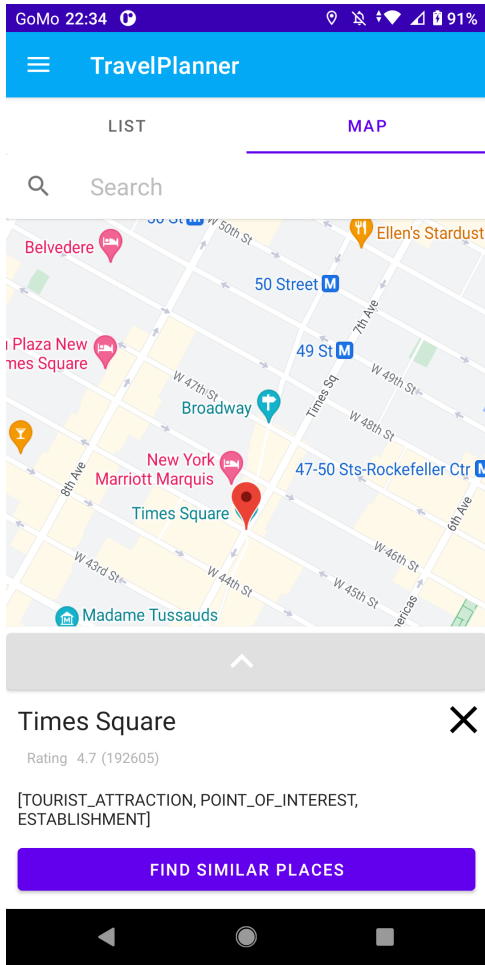 GoMo 22:34
91%
TravelPlanner
LIST
MAP
Search
50 St M
W 50th St
Ellen's Stardust
Belvedere
50 Street M
7th Ave
Plaza New
mes Square
49 St M
W 49th St
W 47th St
Times Sq
Broadway
W 48th St
New York
Marriott Marquis
47-50 Sts-Rockefeller Ctr M
8th Ave
Times Square
6th Ave
W 46th St
W 43rd St
W 44th St
W 45th St
ericas
Madame Tussauds
Times Square
Rating 4.7 (192605)
[TOURIST_ATTRACTION, POINT_OF_INTEREST,
ESTABLISHMENT]
FIND SIMILAR PLACES